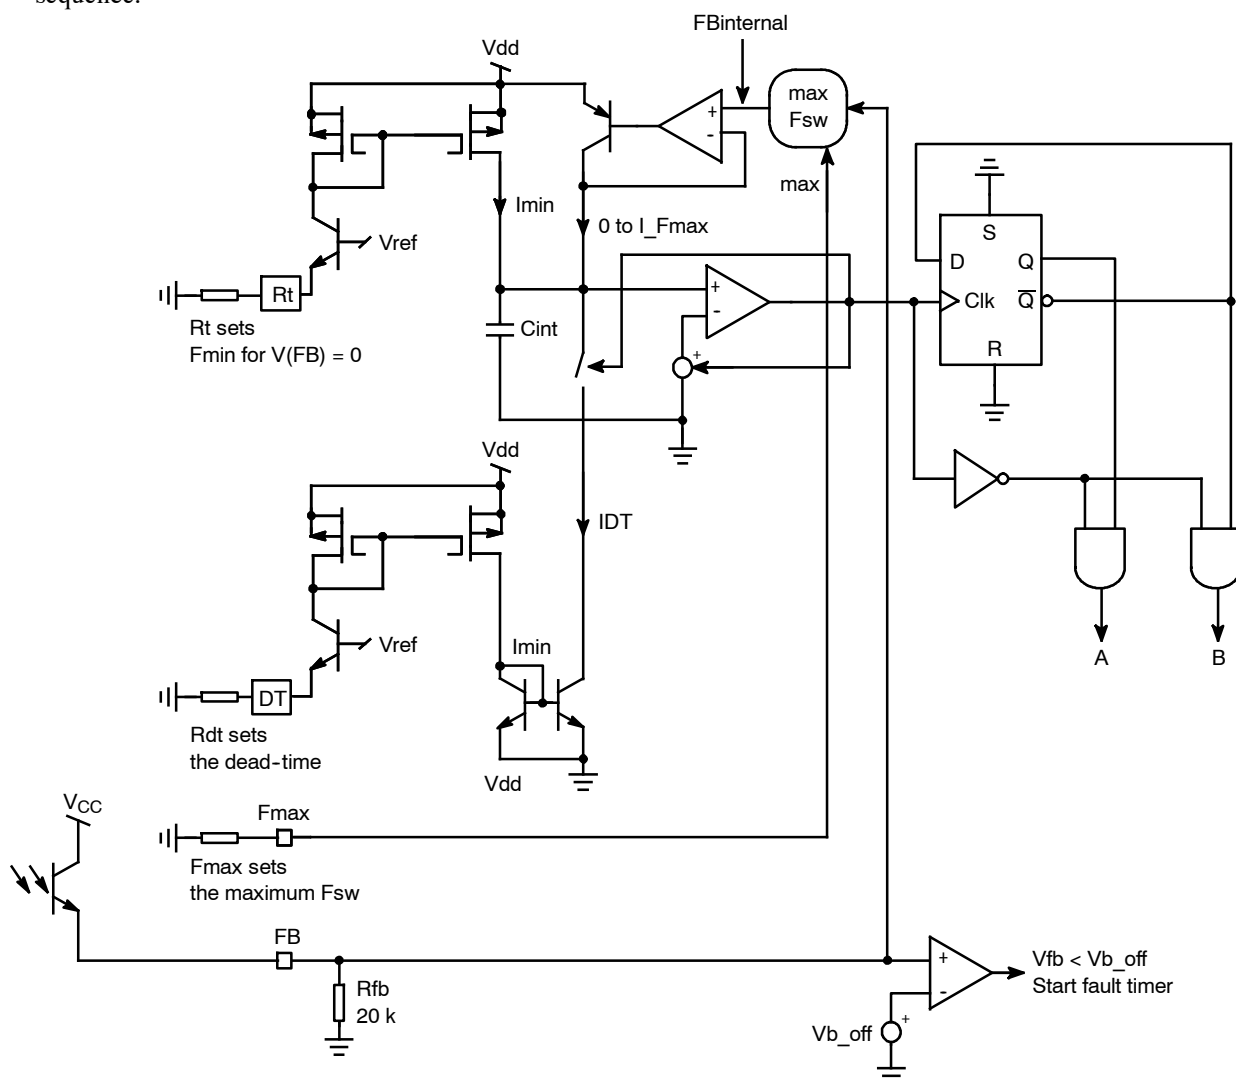 sequence.
FBinternal
Vdd
max
Fsw
+
-
max
Imin
0 to I_Fmax
Vref
S
D
Q
Rt
+
-
Clk
Q
Rt sets
Fmin for V(FB) = 0
Cint
+
R
Vdd
IDT
Vref
Imin
A
B
DT
Rdt sets
the dead-time
Vdd
VCC
Fmax
Fmax sets
the maximum Fsw
FB
+
-
Vfb < Vb_off
Start fault timer
Rfb
20 k
+
Vb_off